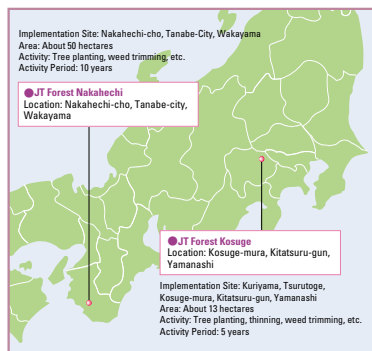 Implementation Site: Nakahechi-cho, Tanabe-City, Wakayama
Area: About 50 hectares
Activity: Tree planting, weed trimming, etc.
Activity Period: 10 years
●JT Forest Nakahechi
Location: Nakahechi-cho, Tanabe-city,
Wakayama
●JT Forest Kosuge
Location: Kosuge-mura, Kitatsuru-gun,
Yamanashi
Implementation Site: Kuriyama, Tsurutoge,
Kosuge-mura, Kitatsuru-gun, Yamanashi
Area: About 13 hectares
Activity: Tree planting, thinning, weed trimming, etc.
Activity Period: 5 years